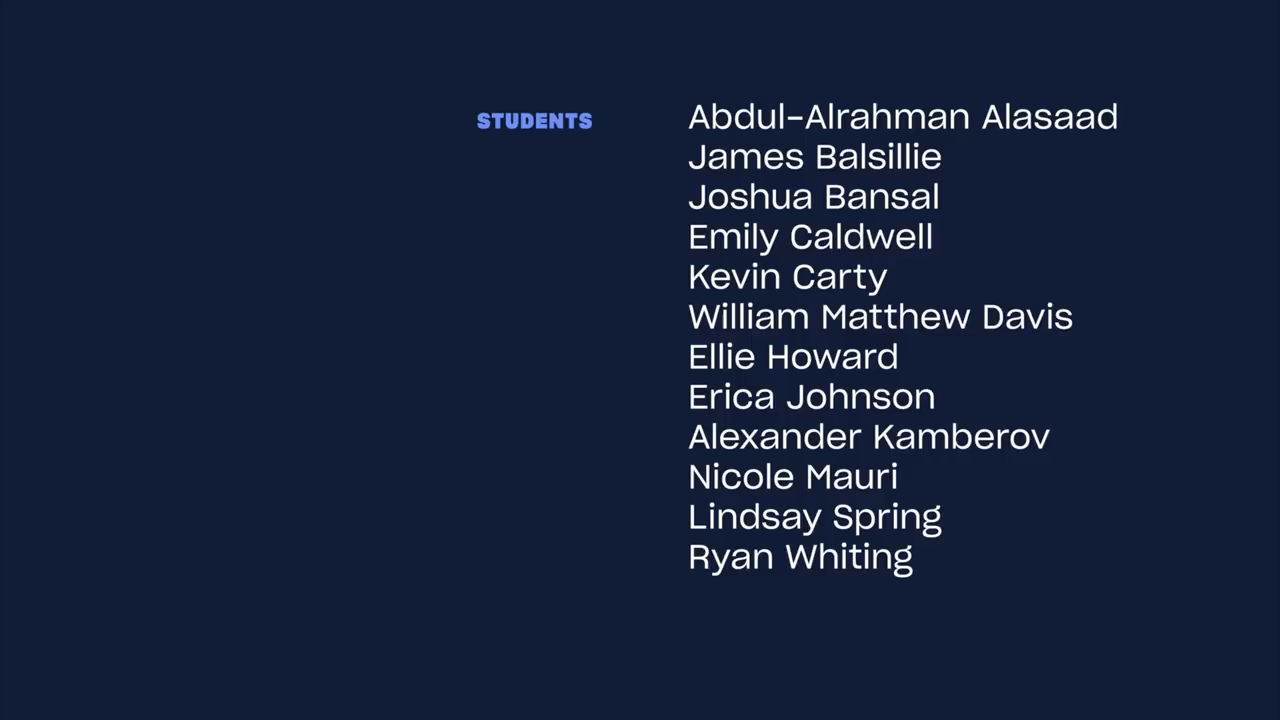 STUDENTS
Abdul-Alrahman Alasaad
James Balsillie
Joshua Bansal
Emily Caldwell
Kevin Carty
William Matthew Davis
Ellie Howard
Erica Johnson
Alexander Kamberov
Nicole Mauri
Lindsay Spring
Ryan Whiting